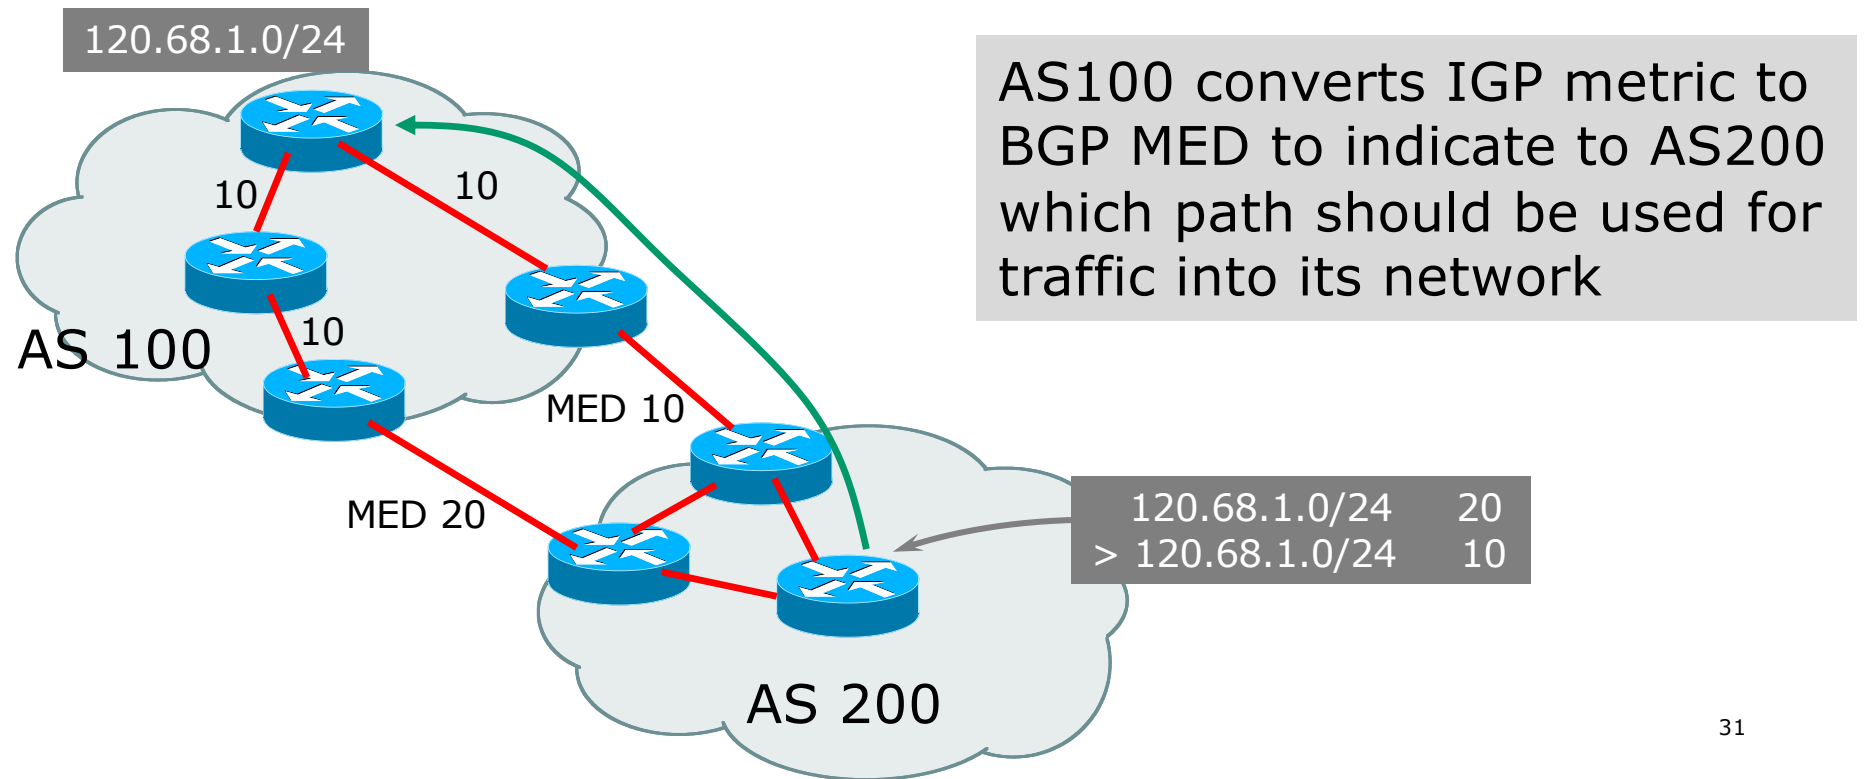 120.68.1.0/24
AS100 converts IGP metric to
BGP MED to indicate to AS200
which path should be used for
traffic into its network
10
10
10
AS 100
MED 10
MED 20
120.68.1.0/24 20
> 120.68.1.0/24 10
AS 200
31